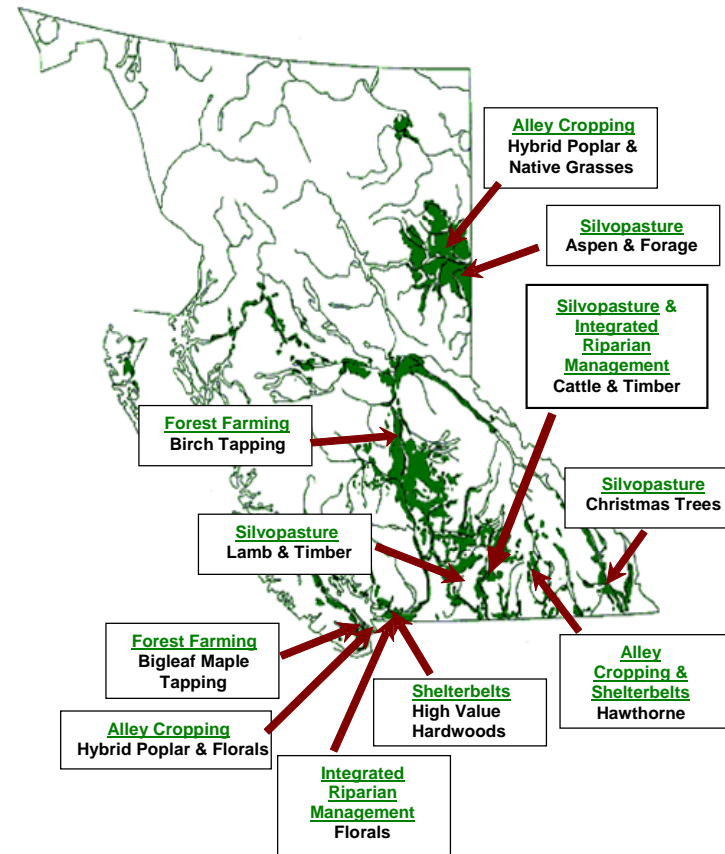 Alley Cropping
Hybrid Poplar &
Native Grasses
Silvopasture
Aspen & Forage
Silvopasture &
Integrated
Riparian
Management
Cattle & Timber
Forest Farming
Birch Tapping
Silvopasture
Christmas Trees
Silvopasture
Lamb & Timber
Forest Farming
Bigleaf Maple
Tapping
Alley
Cropping &
Shelterbelts
Hawthorne
Shelterbelts
High Value
Hardwoods
Alley Cropping
Hybrid Poplar & Florals
Integrated
Riparian
Management
Florals